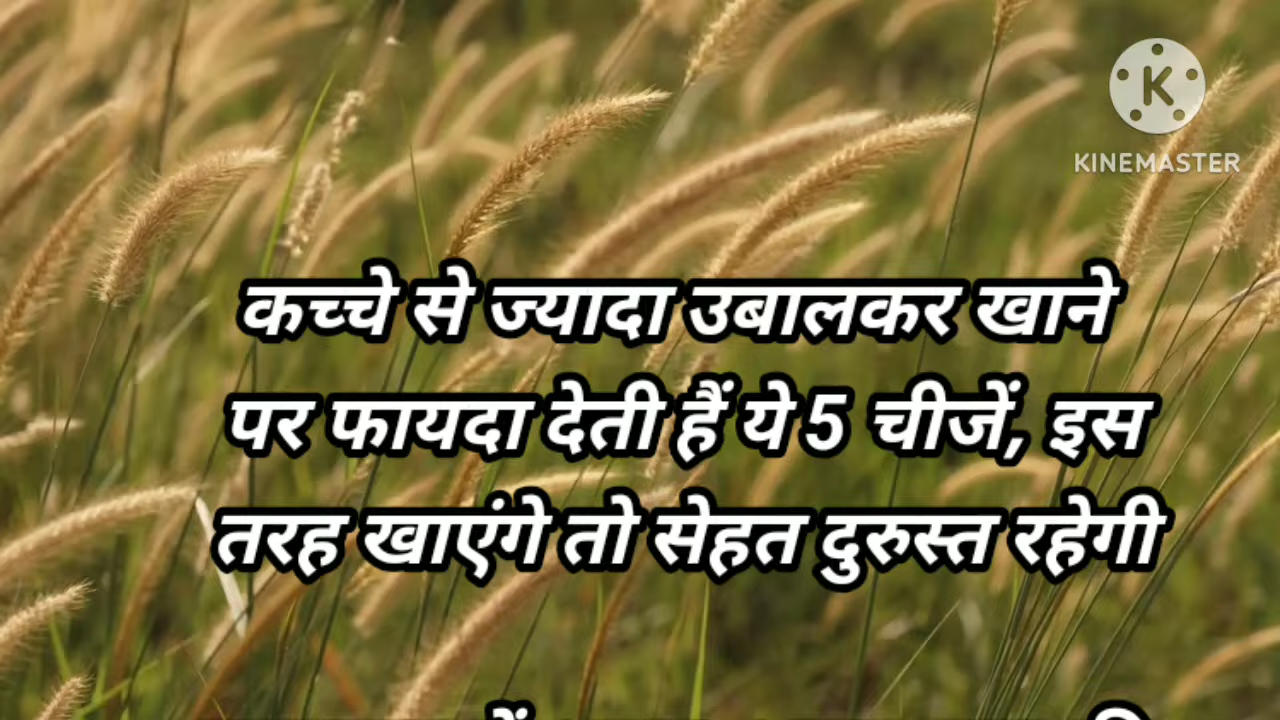 KINEMASTER
कच्चे से ज्यादा उबालकर खाने
पर फायदा देती हैं ये 5 चीजें, इस
तरह खाएंगे तो सेहत दुरुस्त रहेगी